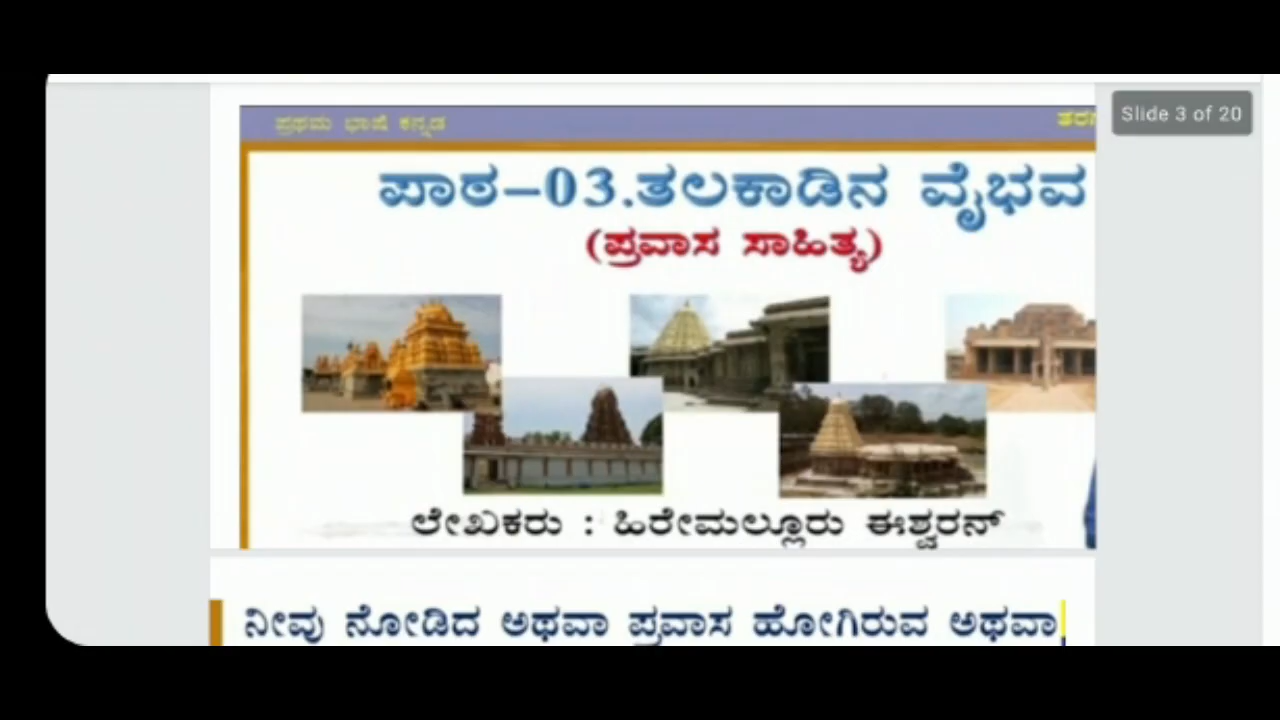 ಪ್ರಥಮ ಭಾಷೆ ಕನ್ನಡ
Slide 3 of 20
ಪಾಠ-03.ತಲಕಾಡಿನ ವೈಭವ
(ಪ್ರವಾಸ ಸಾಹಿತ್ಯ)
ಲೇಖಕರು : ಹಿರೇಮಲ್ಲೂರು ಈಶ್ವರನ್
ನೀವು ನೋಡಿದ ಅಥವಾ ಪ್ರವಾಸ ಹೋಗಿರುವ ಅಥವಾ